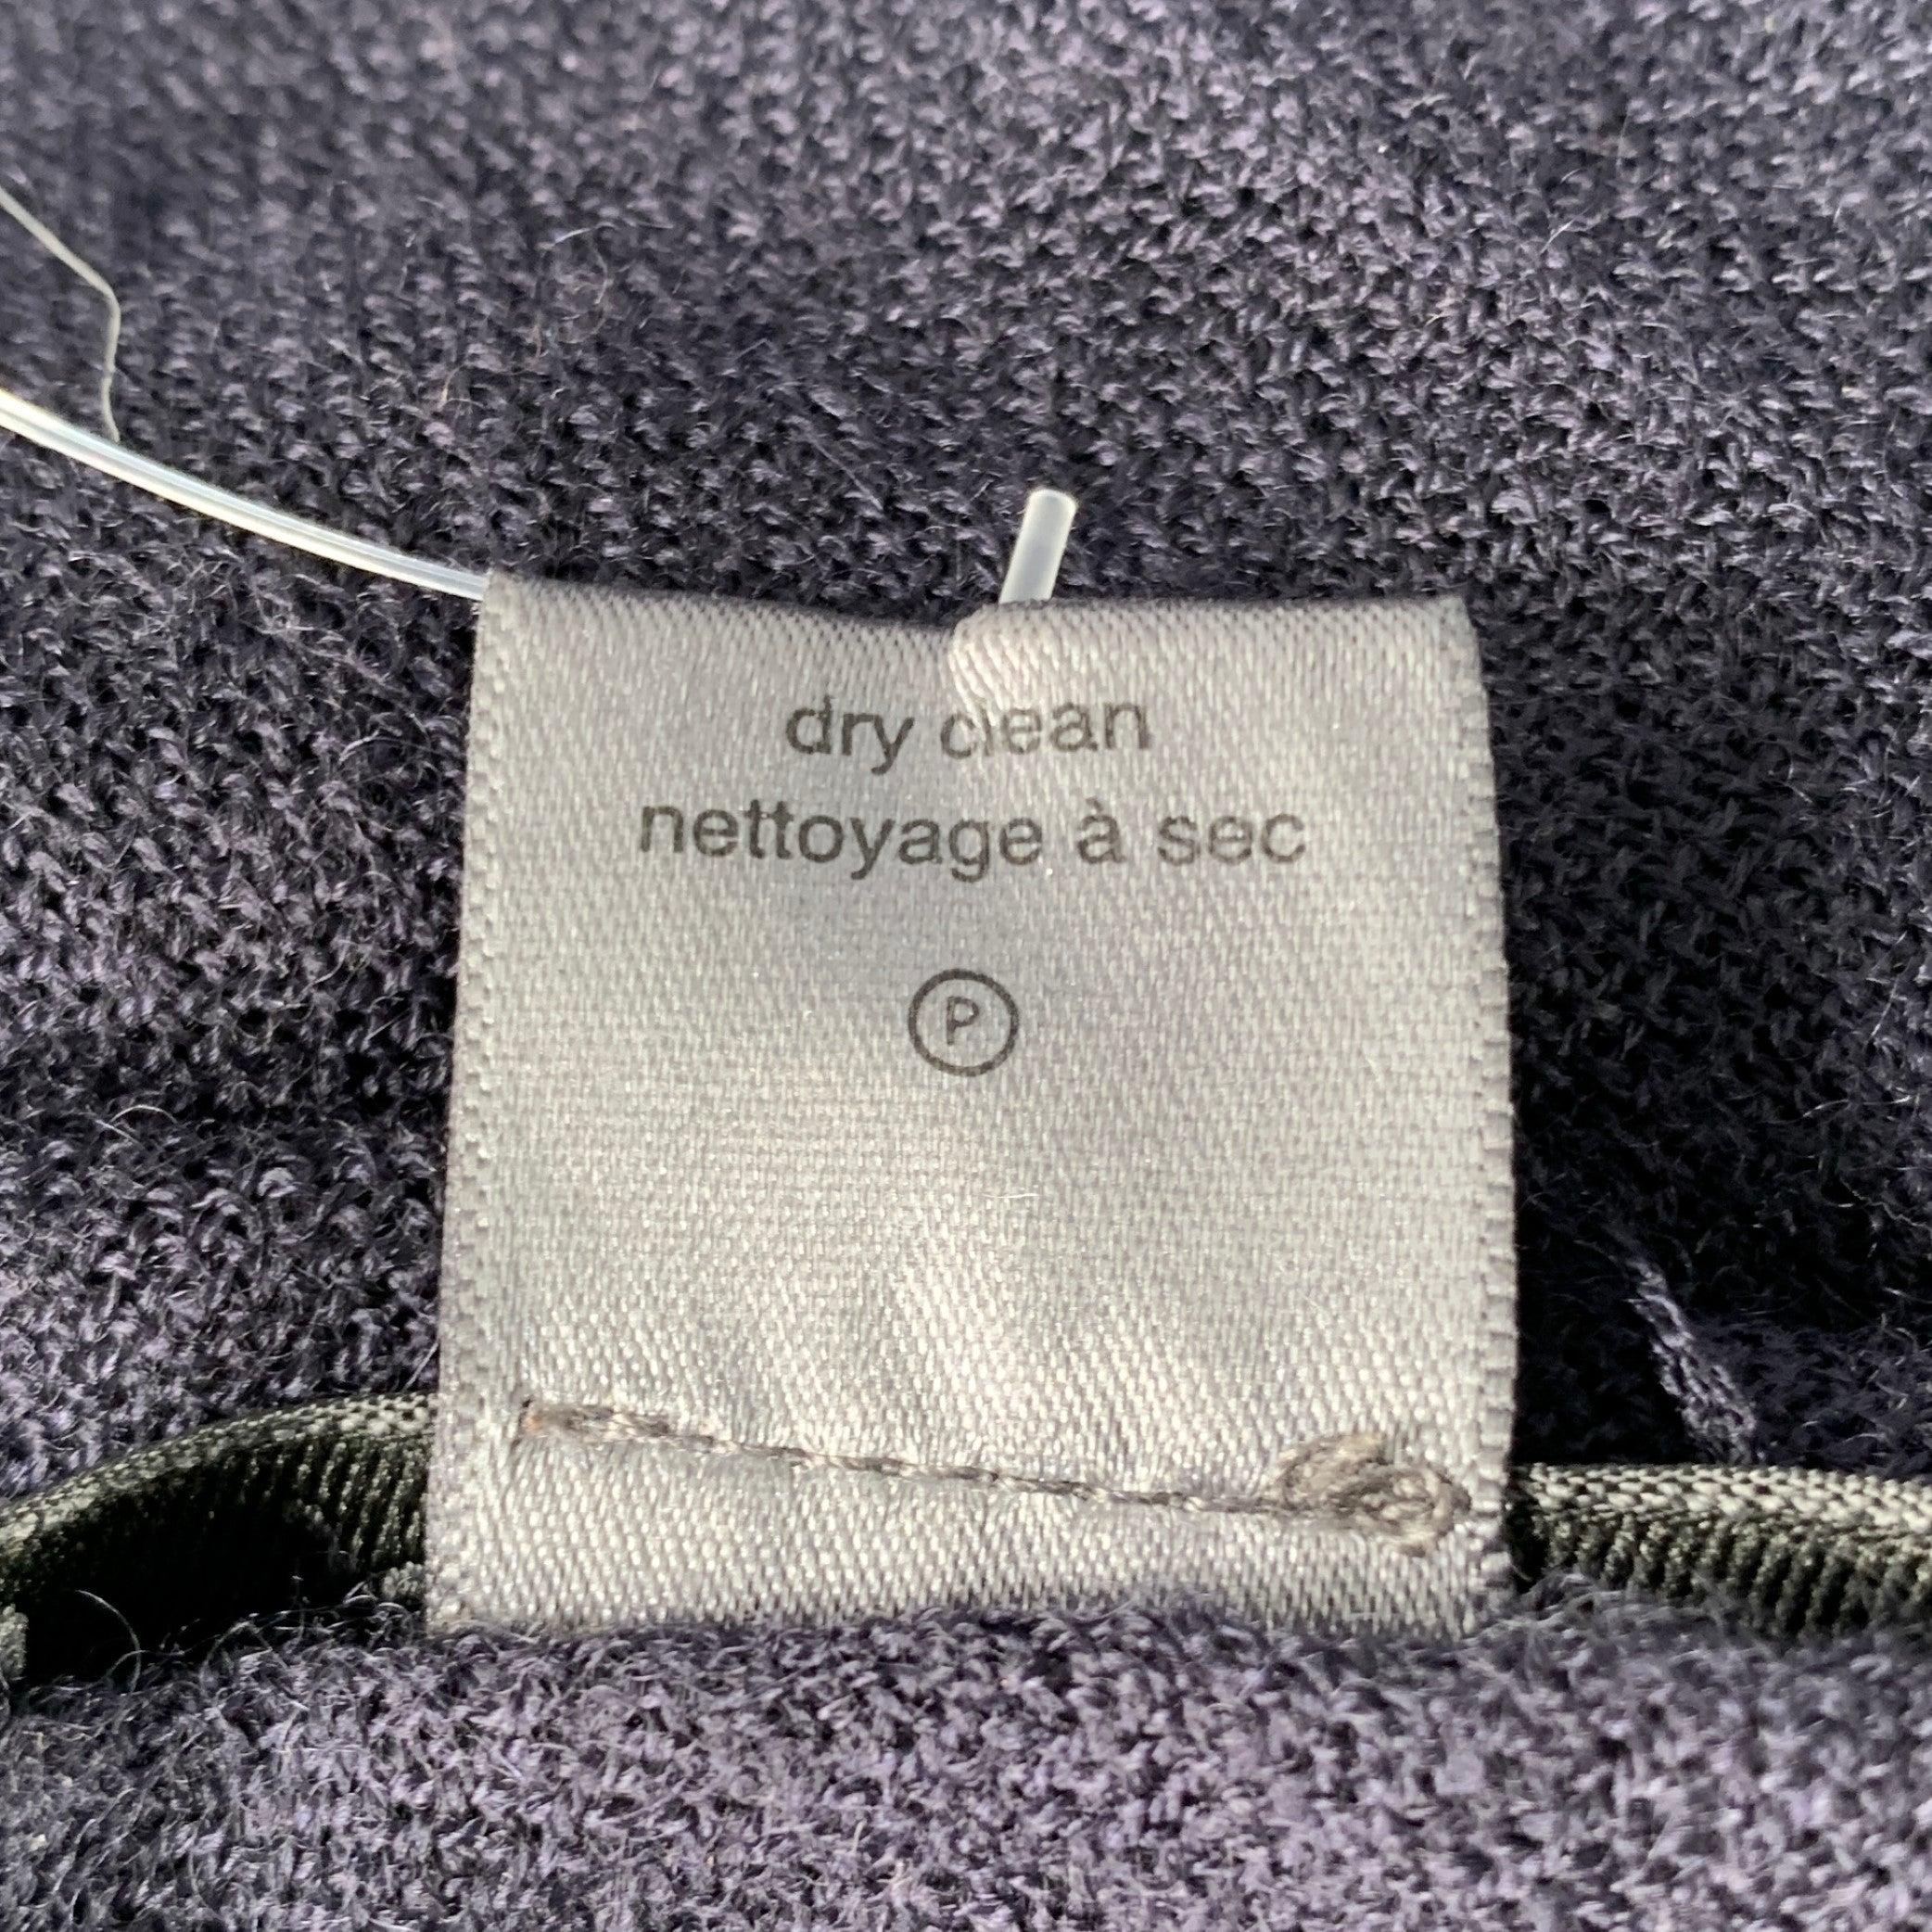 dry clean
nettoyage à sec
P